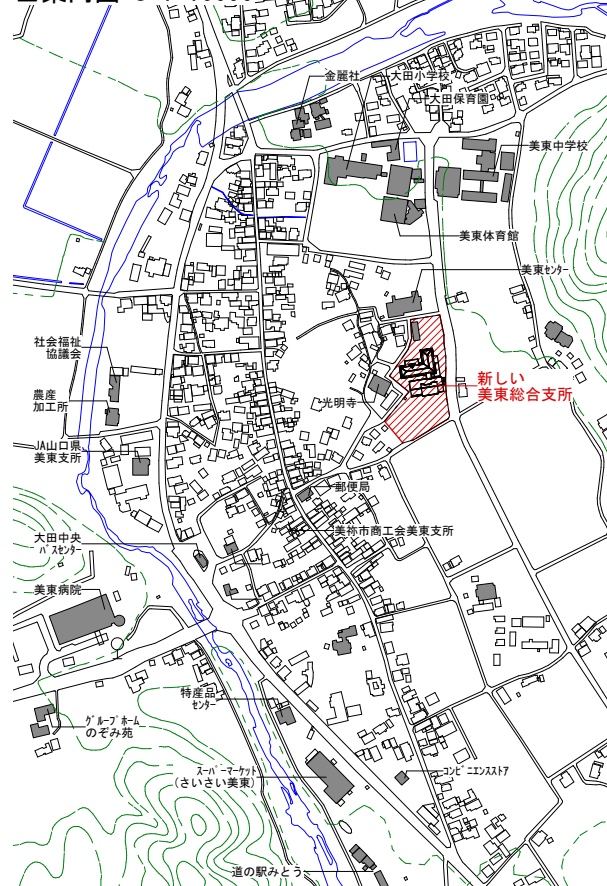 金麗社
大田小学校
大田保育園
美東中学校
美東体育館
美東センター
社会福祉
協議会
新しい
美東総合支所
農産
加工所
光明寺
JA山口県
美東支所
郵便局
美祢市商工会美東支所
大田中央
バスセンター
美東病院
特産品
センター
グループホーム
のぞみ苑
スーパーマーケット
(さいさい美東)
コンビニエンスストア
道の駅みとう